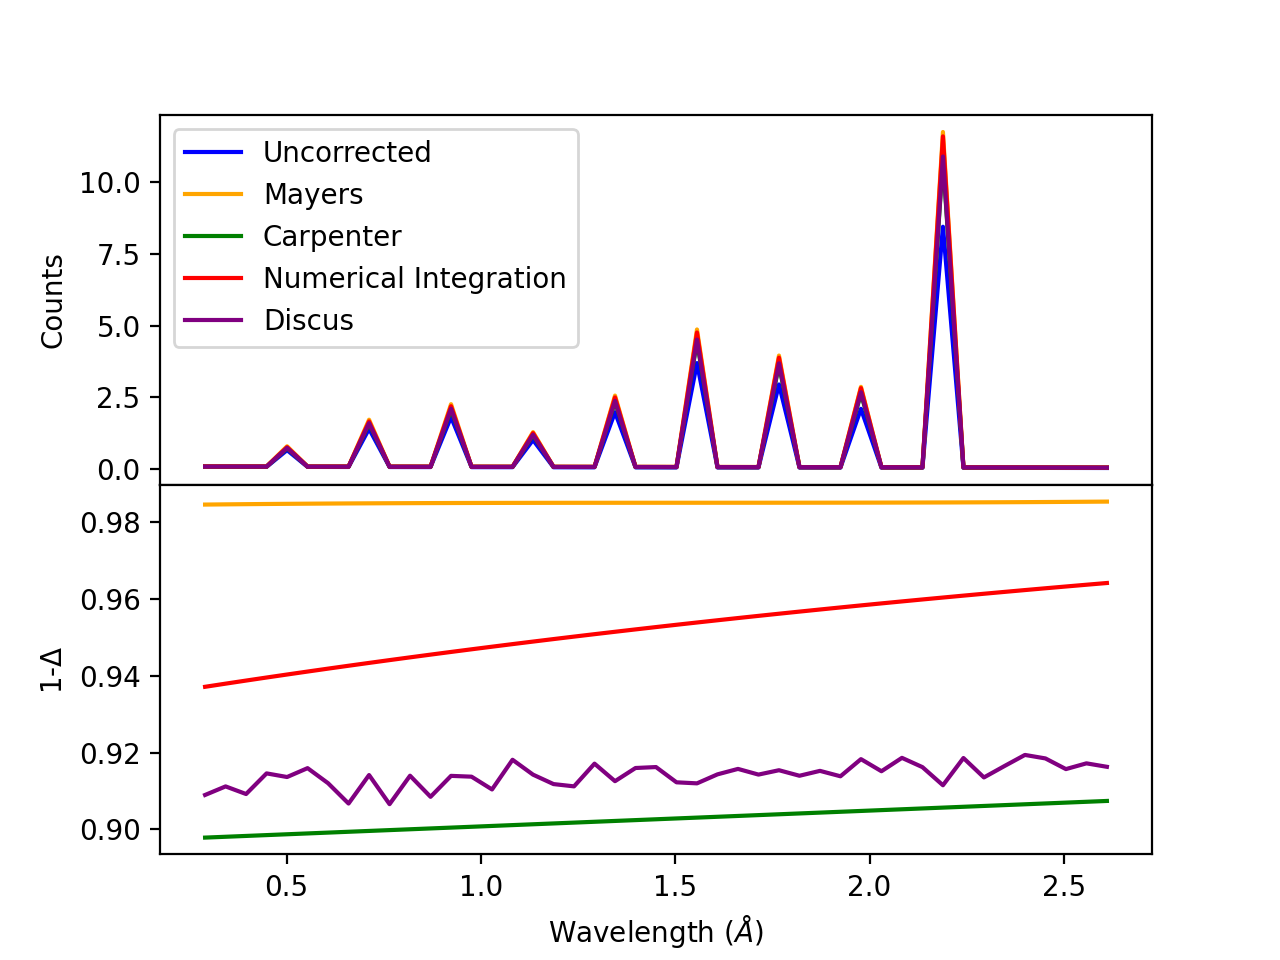 Uncorrected
Mayers
Carpenter
Numerical Integration
Discus
Counts
10.0
7.5
5.0
2.5
0.0
1-Δ
0.98
0.96
0.94
0.92
0.90
0.5 1.0 1.5 2.0 2.5
Wavelength (Å)